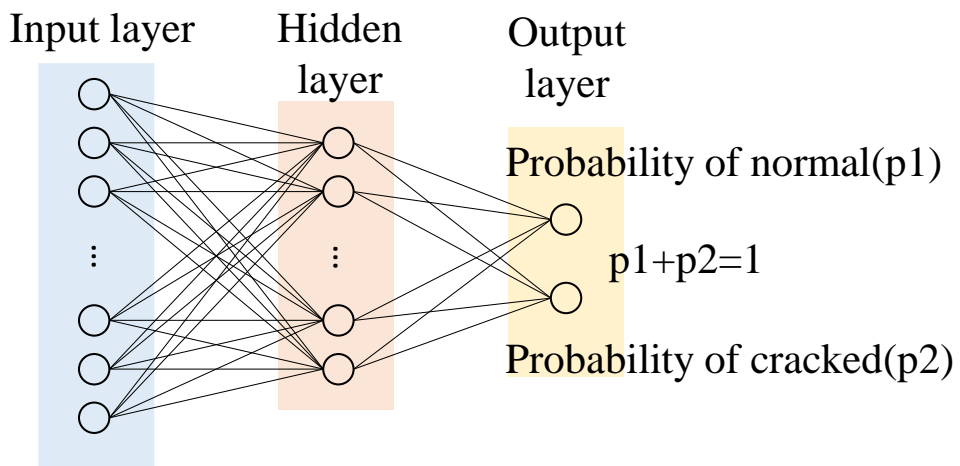 Input layer
Hidden
layer
Output
layer
Probability of normal(p1)
p1+p2=1
Probability of cracked(p2)